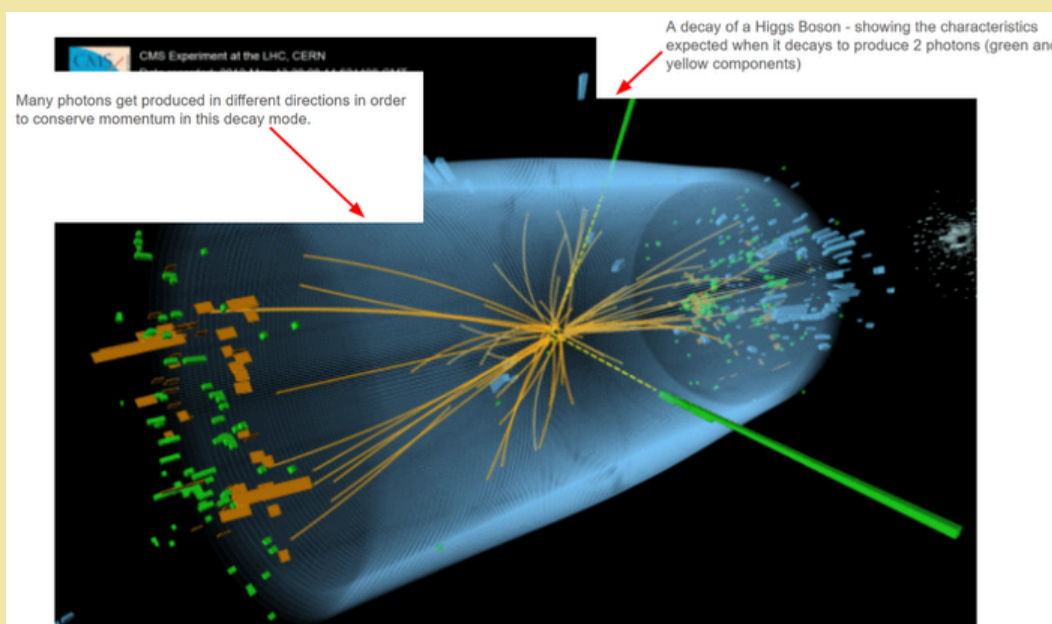 A decay of a Higgs Boson - showing the characteristics
expected when it decays to produce 2 photons (green and
yellow components)
CMS
CMS Experiment at the LHC, CERN
Many photons get produced in different directions in order
to conserve momentum in this decay mode.